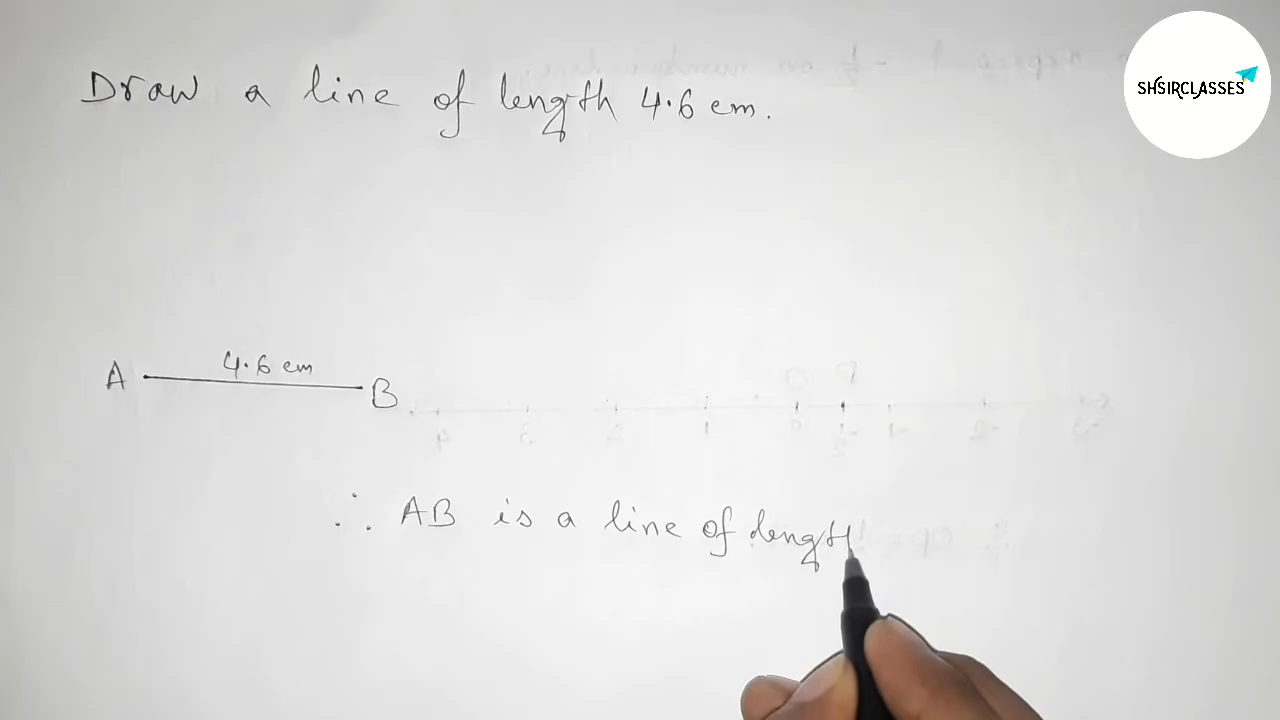 Draw a line of length 4.6 cm.
SHSIRCLASSES
4.6 cm
A B
∴ AB is a line of length